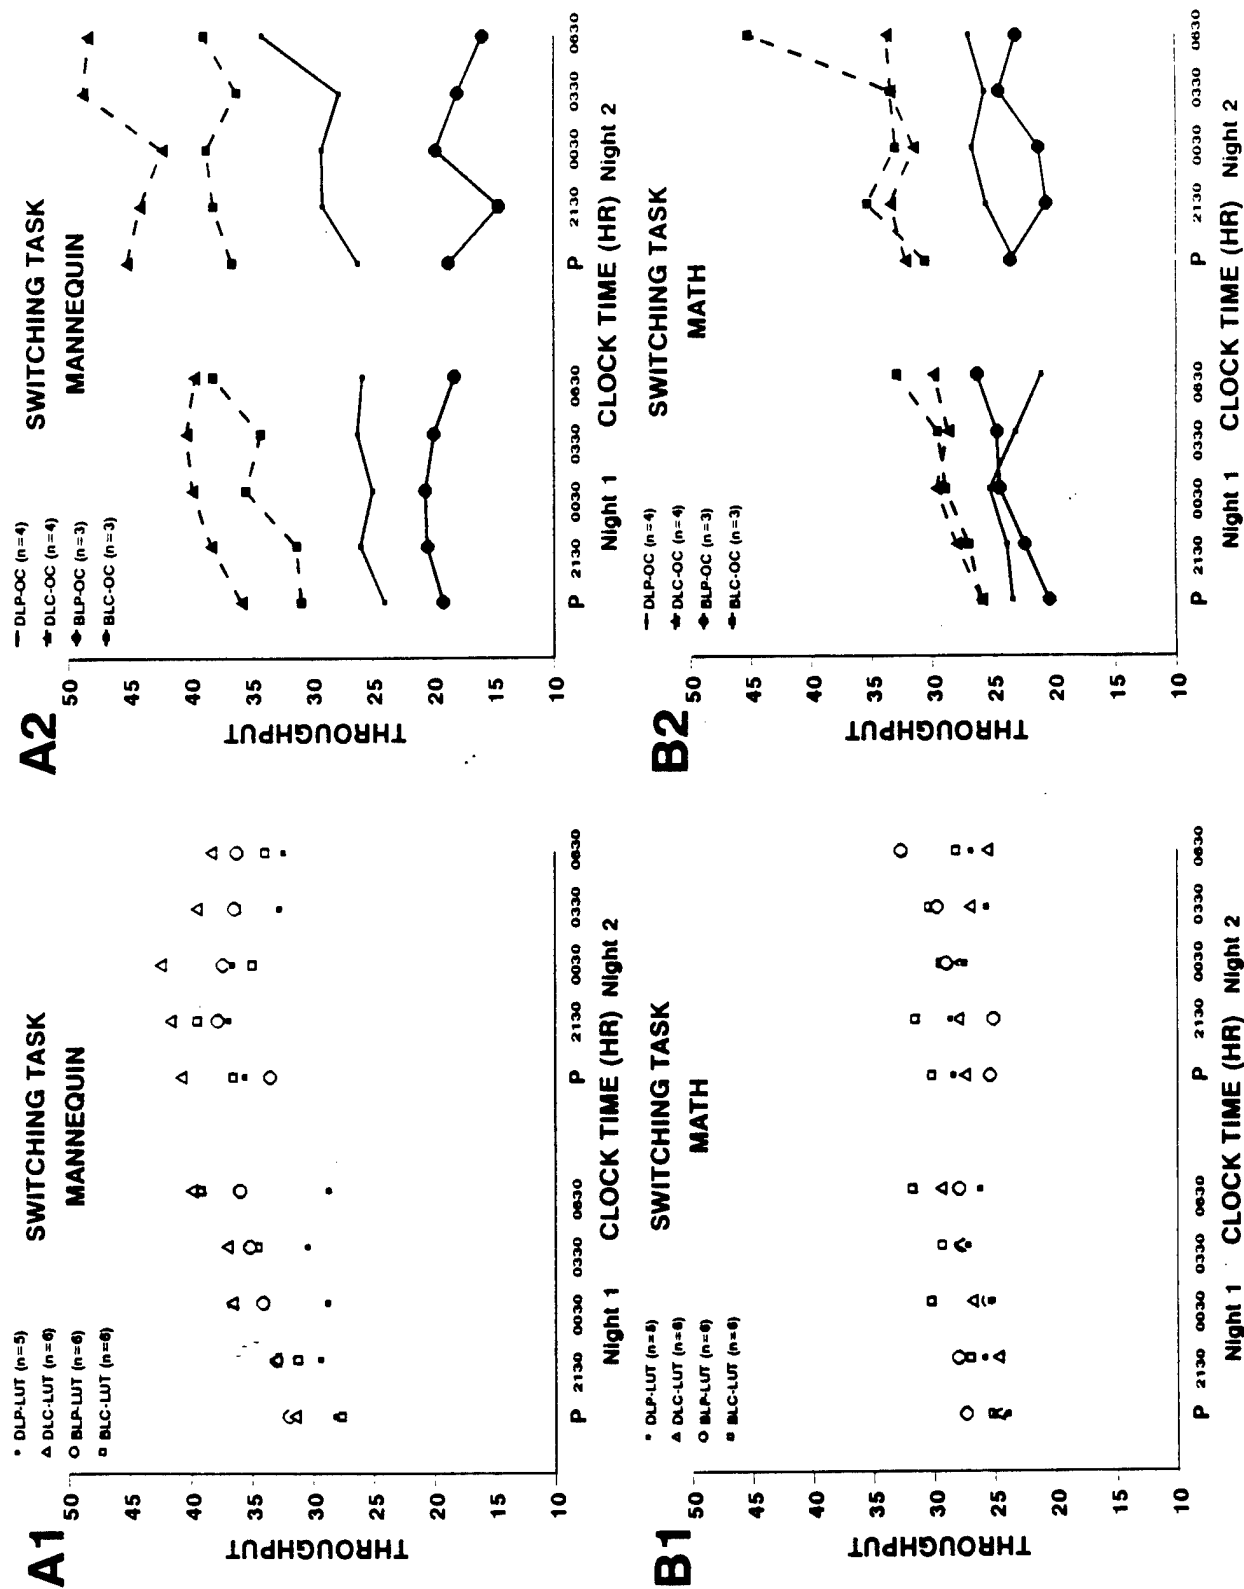 A1
SWITCHING TASK
MANNEQUIN
DLP-LUT (n=5)
DLC-LUT (n=6)
BLP-LUT (n=6)
BLC-LUT (n=6)
THROUGHPUT
50
45
40
35
30
25
20
15
10
P 2130 0030 0330 0630 P 2130 0030 0330 0630
Night 1 CLOCK TIME (HR) Night 2
A2
SWITCHING TASK
MANNEQUIN
DLP-OC (n=4)
DLC-OC (n=4)
BLP-OC (n=3)
BLC-OC (n=3)
THROUGHPUT
50
45
40
35
30
25
20
15
10
P 2130 0030 0330 0630 P 2130 0030 0330 0630
Night 1 CLOCK TIME (HR) Night 2
B1
SWITCHING TASK
MATH
DLP-LUT (n=5)
DLC-LUT (n=6)
BLP-LUT (n=6)
BLC-LUT (n=6)
THROUGHPUT
50
45
40
35
30
25
20
15
10
P 2130 0030 0330 0630 P 2130 0030 0330 0630
Night 1 CLOCK TIME (HR) Night 2
B2
SWITCHING TASK
MATH
DLP-OC (n=4)
DLC-OC (n=4)
BLP-OC (n=3)
BLC-OC (n=3)
THROUGHPUT
50
45
40
35
30
25
20
15
10
P 2130 0030 0330 0630 P 2130 0030 0330 0630
Night 1 CLOCK TIME (HR) Night 2